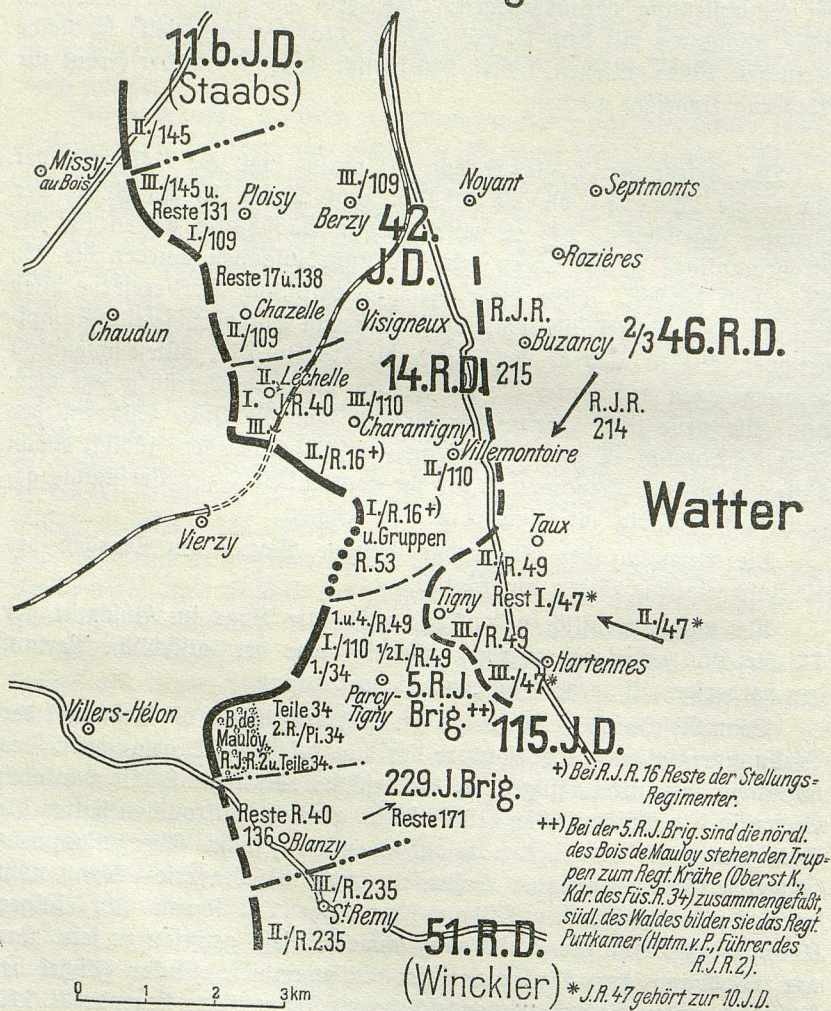 11.b.J.D.
(Staabs)
II./145
Missy-
au Bois
III./145 u.
Reste 131
I./109
Ploisy
III./109
Berzy
Noyant
Septmonts
42.
J.D.
Rozières
Reste 17 u. 138
Chazelle
Chaudun
II./109
Visigneux
R.J.R.
215
Buzancy
2/3 46.R.D.
14.R.D.
R.J.R.
214
II. Léchelle
I. J.R.40
III.
III./110
Charantigny
II./R.16 +)
II./110
Villemontoire
Watter
Vierzy
I./R.16 +)
u. Gruppen
R.53
Taux
II./R.49
Tigny
Rest I./47*
II./47*
III./R.49
1.u.4./R.49
I./110
1./34
½ I./R.49
Parcy-
Tigny
III./47*
Hartennes
5.R.J.
Brig. ++)
115.J.D.
Villers-Hélon
B. de
Mauloy
R.J.R.2 u. Teile 34.
Teile 34
2.R./Pi.34
229.J.Brig.
Reste R.40
Reste 171
136
Blanzy
III./R.235
St Remy
II./R.235
51.R.D.
(Winckler)
+) Bei R.J.R.16 Reste der Stellungs=
Regimenter.
++) Bei der 5.R.J.Brig. sind die nördl.
des Bois de Mauloy stehenden Trup=
pen zum Regt. Krähe (Oberst K.,
Kdr. des Füs. R. 34) zusammengefaßt,
südl. des Waldes bilden sie das Regt.
Puttkamer (Hptm. v. P., Führer des
R.J.R.2).
* J.R. 47 gehört zur 10.J.D.
0 1 2 3 km